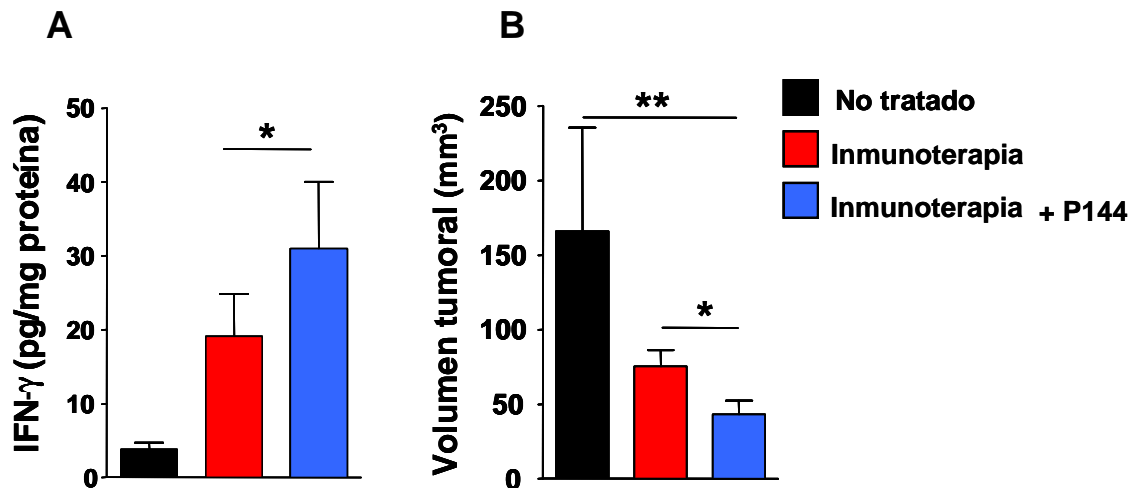 A
IFN-γ (pg/mg proteína)
50
40
30
20
10
0
*
B
Volumen tumoral (mm³)
250
200
150
100
50
0
**
*
No tratado
Inmunoterapia
Inmunoterapia + P144